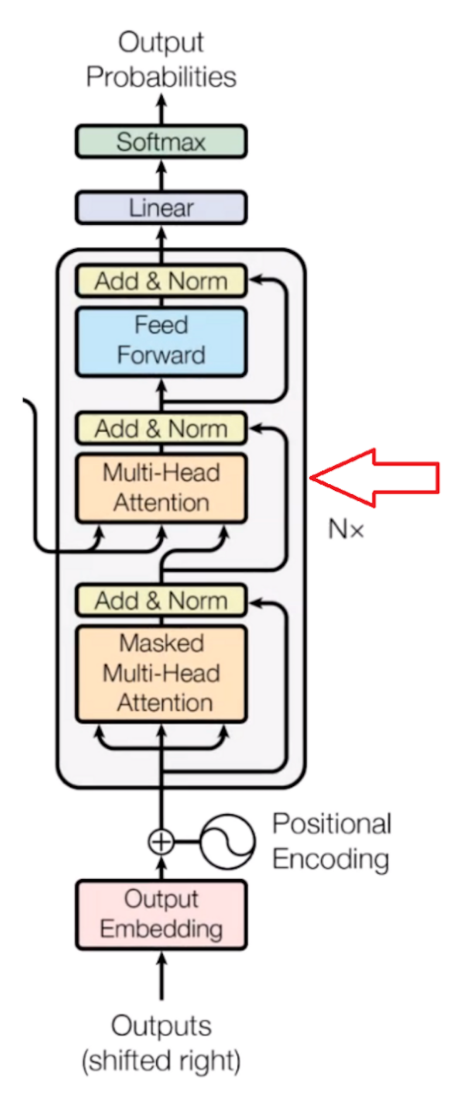 Output
Probabilities
Softmax
Linear
Add & Norm
Feed
Forward
Add & Norm
Multi-Head
Attention
N×
Add & Norm
Masked
Multi-Head
Attention
Positional
Encoding
Output
Embedding
Outputs
(shifted right)